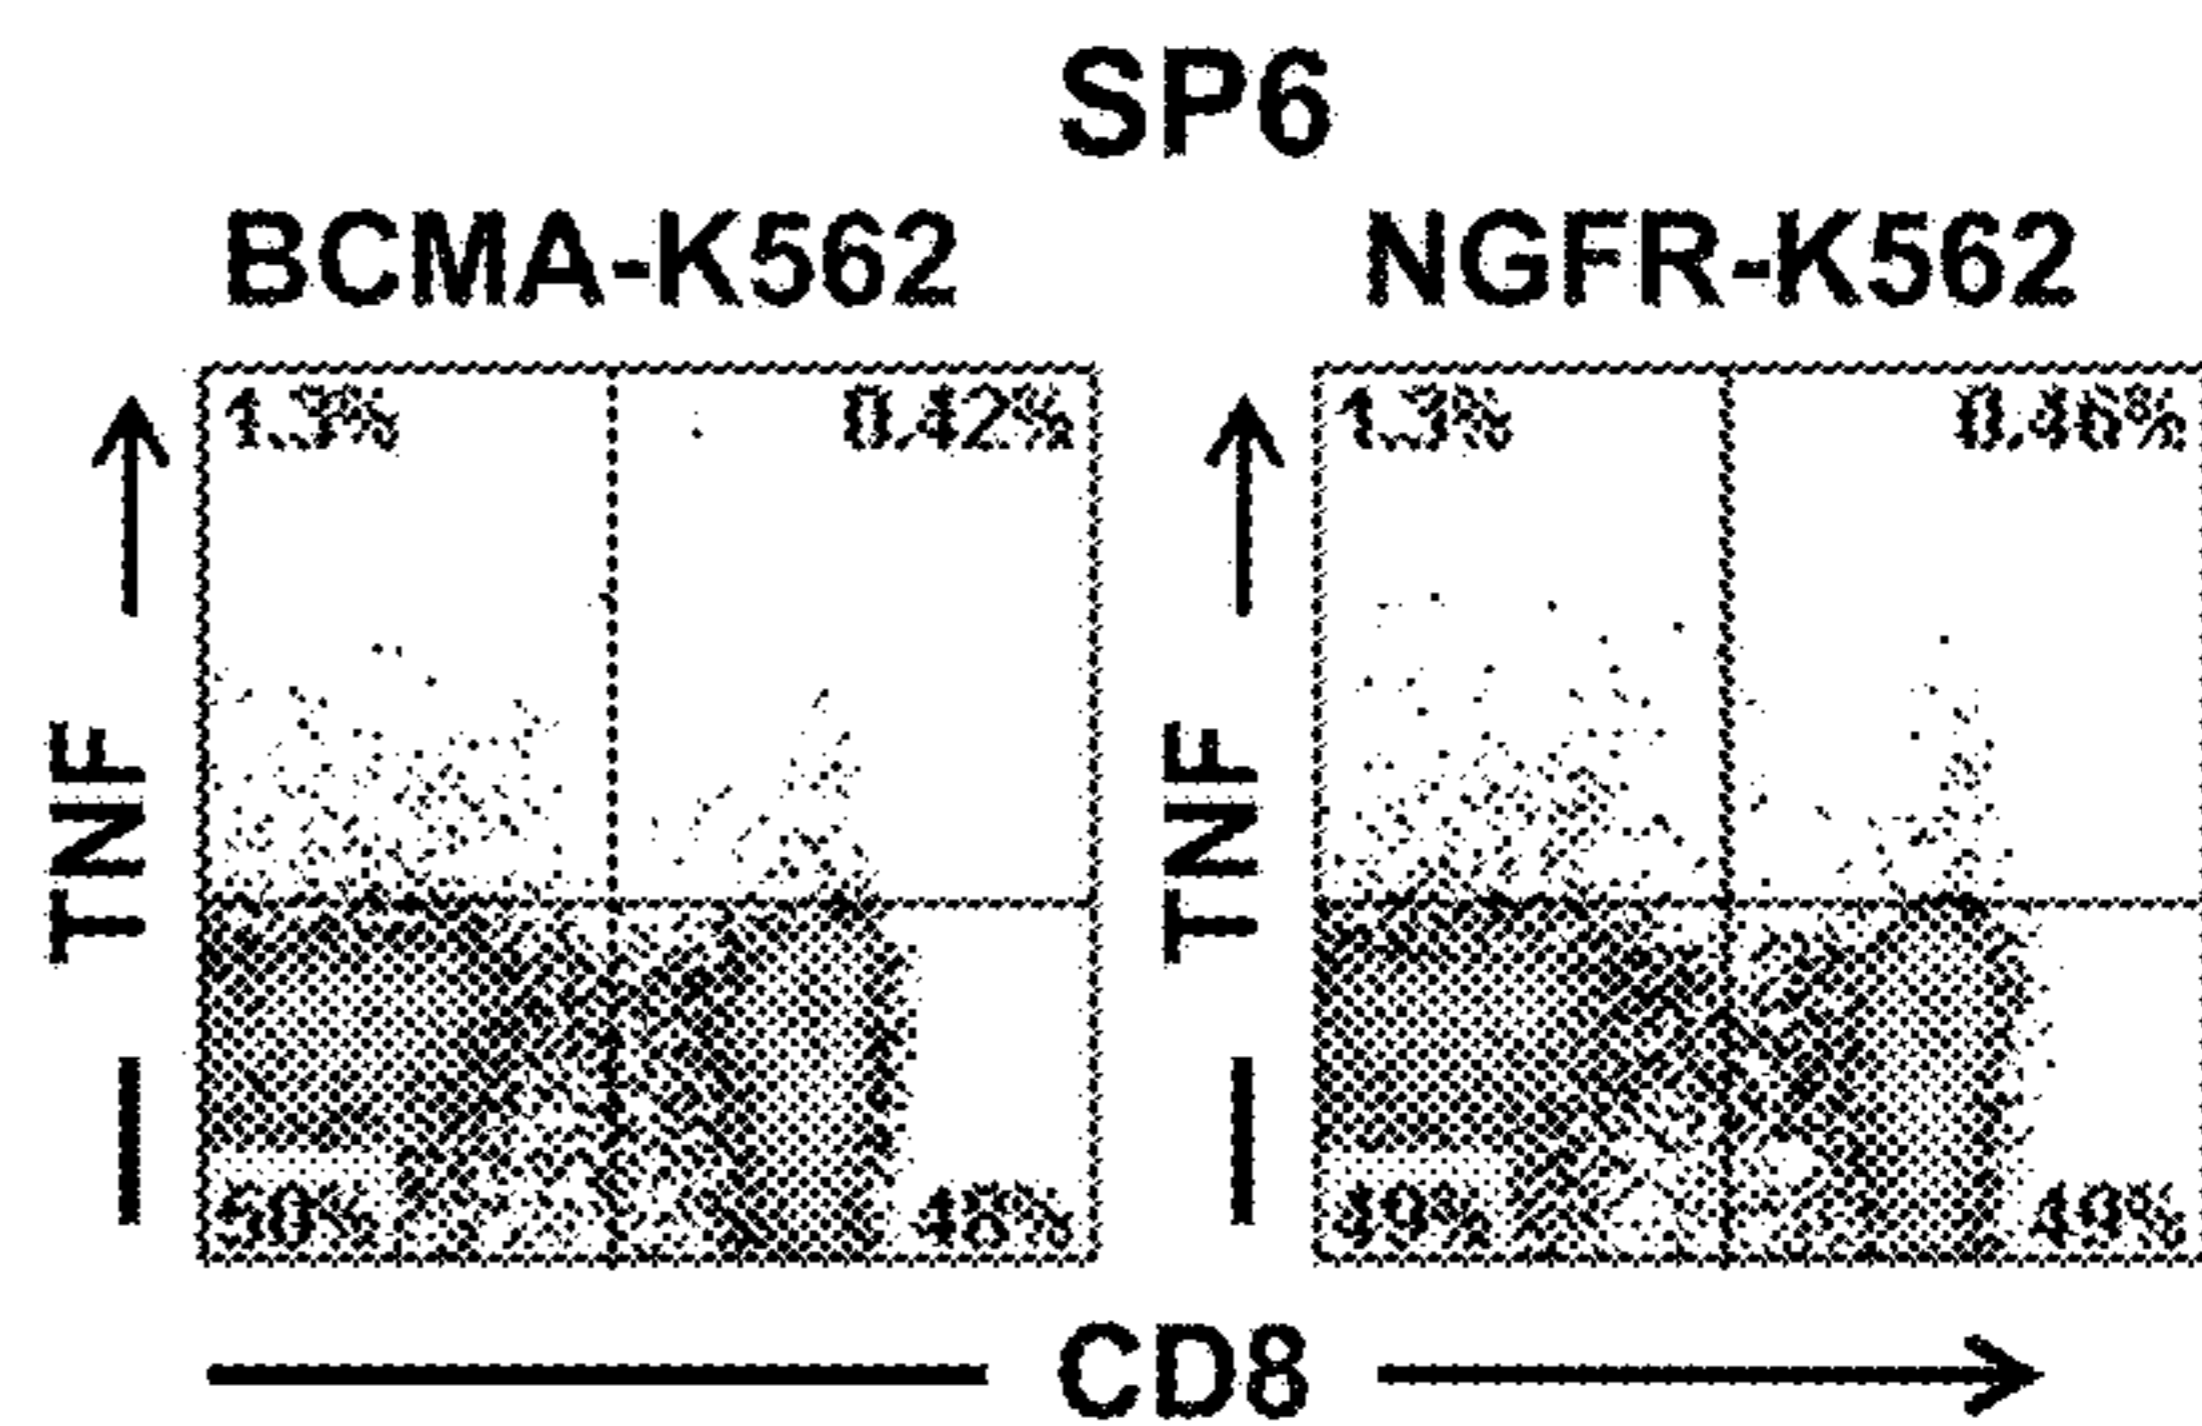 SP6
BCMA-K562 NGFR-K562
1.3% 0.42% 1.3% 0.46%
TNF TNF
50% 48% 49% 49%
CD8